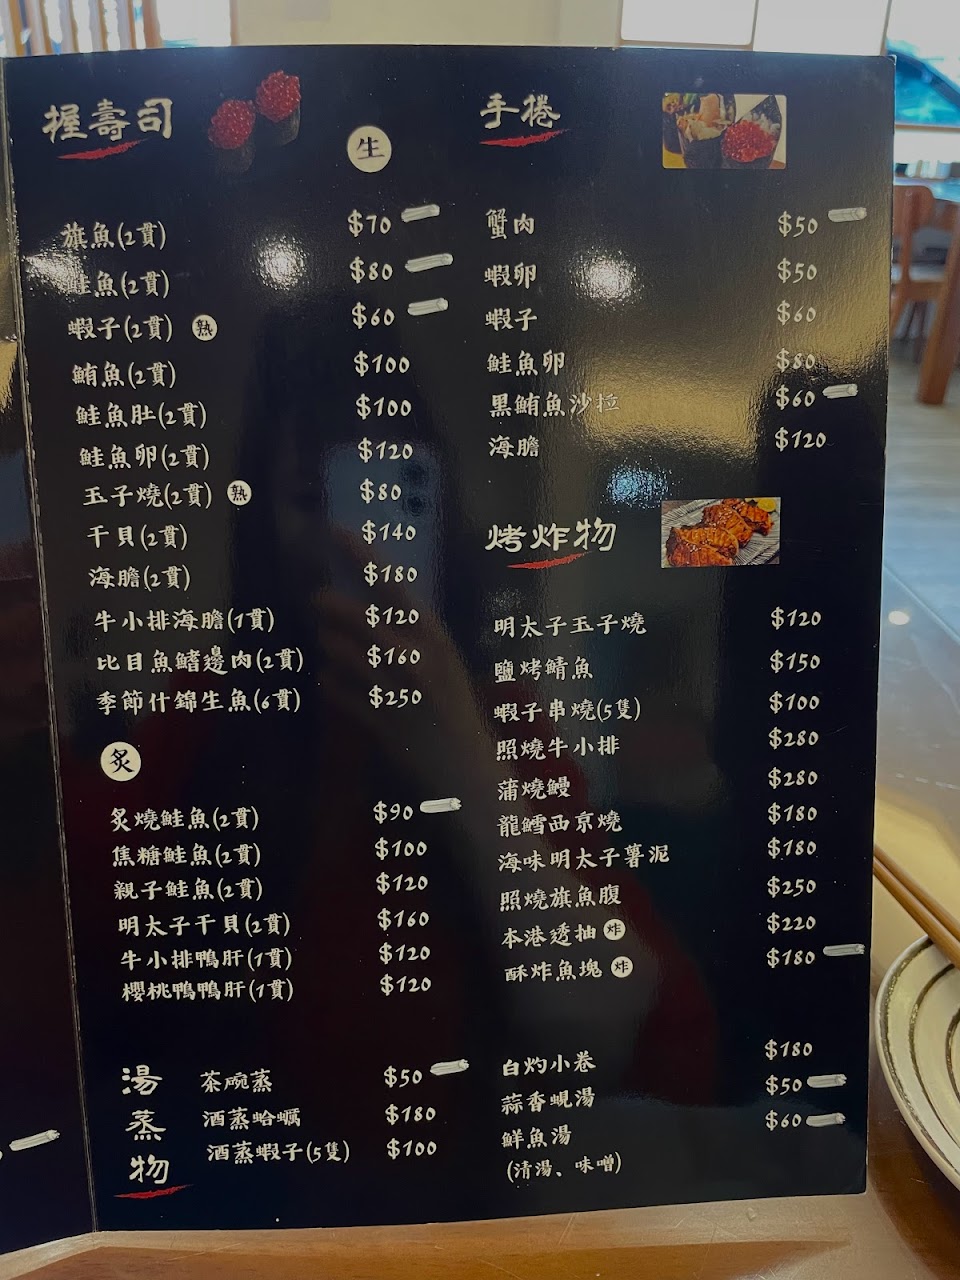 握壽司
生
旗魚(2貫) $70
鮭魚(2貫) $80
蝦子(2貫) 熟 $60
鮪魚(2貫) $100
鮭魚肚(2貫) $100
鮭魚卵(2貫) $120
玉子燒(2貫) 熟 $80
干貝(2貫) $140
海膽(2貫) $180
牛小排海膽(1貫) $120
比目魚鰭邊肉(2貫) $160
季節什錦生魚(6貫) $250
炙
炙燒鮭魚(2貫) $90
焦糖鮭魚(2貫) $100
親子鮭魚(2貫) $120
明太子干貝(2貫) $160
牛小排鴨肝(1貫) $120
櫻桃鴨鴨肝(1貫) $120
湯蒸物
茶碗蒸 $50
酒蒸蛤蠣 $180
酒蒸蝦子(5隻) $100
手捲
蟹肉 $50
蝦卵 $50
蝦子 $60
鮭魚卵 $80
黑鮪魚沙拉 $60
海膽 $120
烤炸物
明太子玉子燒 $120
鹽烤鯖魚 $150
蝦子串燒(5隻) $100
照燒牛小排 $280
蒲燒鰻 $280
龍鱈西京燒 $180
海味明太子薯泥 $180
照燒旗魚腹 $250
本港透抽 炸 $220
酥炸魚塊 炸 $180
白灼小卷 $180
蒜香蜆湯 $50
鮮魚湯 $60
(清湯、味噌)